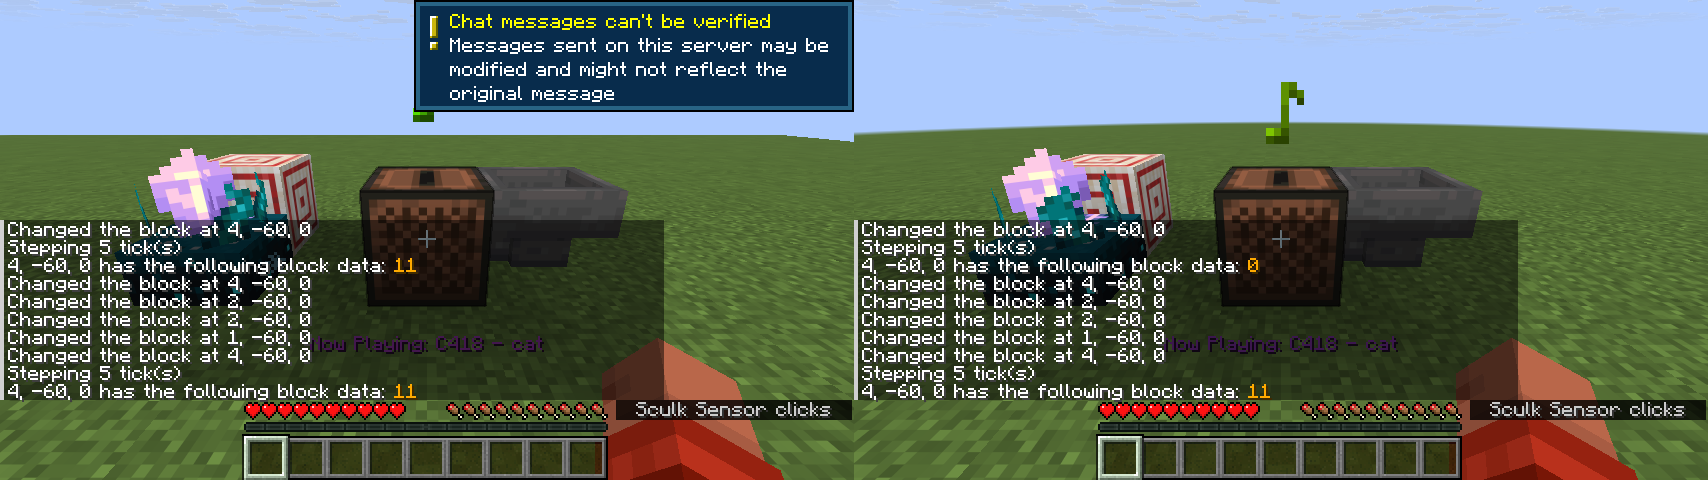 Chat messages can't be verified
Messages sent on this server may be
modified and might not reflect the
original message
Changed the block at 4, -60, 0
Stepping 5 tick(s)
4, -60, 0 has the following block data: 11
Changed the block at 4, -60, 0
Changed the block at 2, -60, 0
Changed the block at 2, -60, 0
Changed the block at 1, -60, 0
Changed the block at 4, -60, 0
Stepping 5 tick(s)
4, -60, 0 has the following block data: 11
Now Playing: C418 - cat
Sculk Sensor clicks
Changed the block at 4, -60, 0
Stepping 5 tick(s)
4, -60, 0 has the following block data: 0
Changed the block at 4, -60, 0
Changed the block at 2, -60, 0
Changed the block at 2, -60, 0
Changed the block at 1, -60, 0
Changed the block at 4, -60, 0
Stepping 5 tick(s)
4, -60, 0 has the following block data: 11
Now Playing: C418 - cat
Sculk Sensor clicks